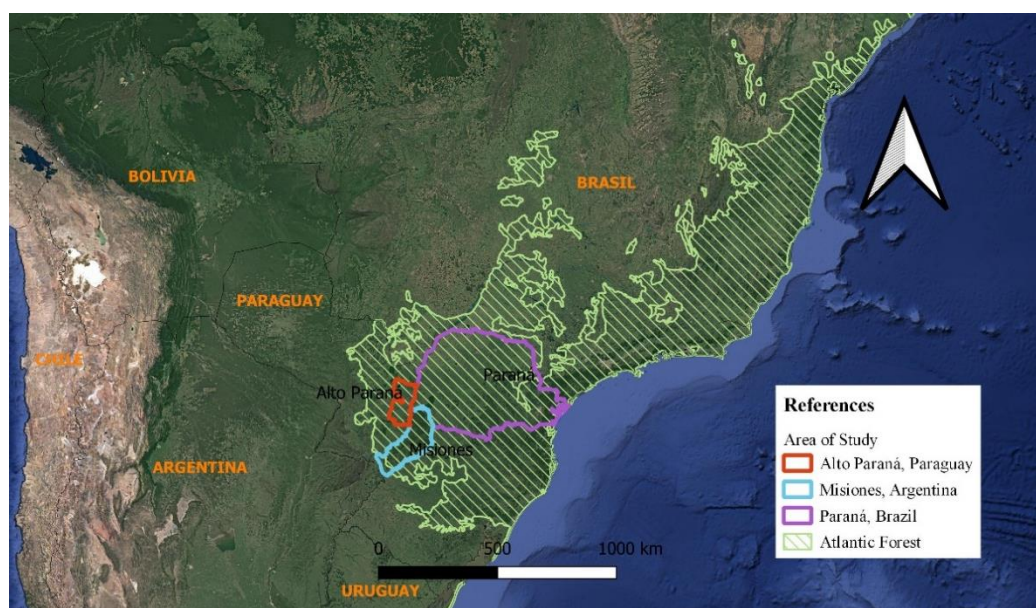 BOLIVIA
BRASIL
PARAGUAY
CHILE
Alto Paraná
Paraná
Misiones
ARGENTINA
URUGUAY
0 500 1000 km
References
Area of Study
Alto Paraná, Paraguay
Misiones, Argentina
Paraná, Brazil
Atlantic Forest